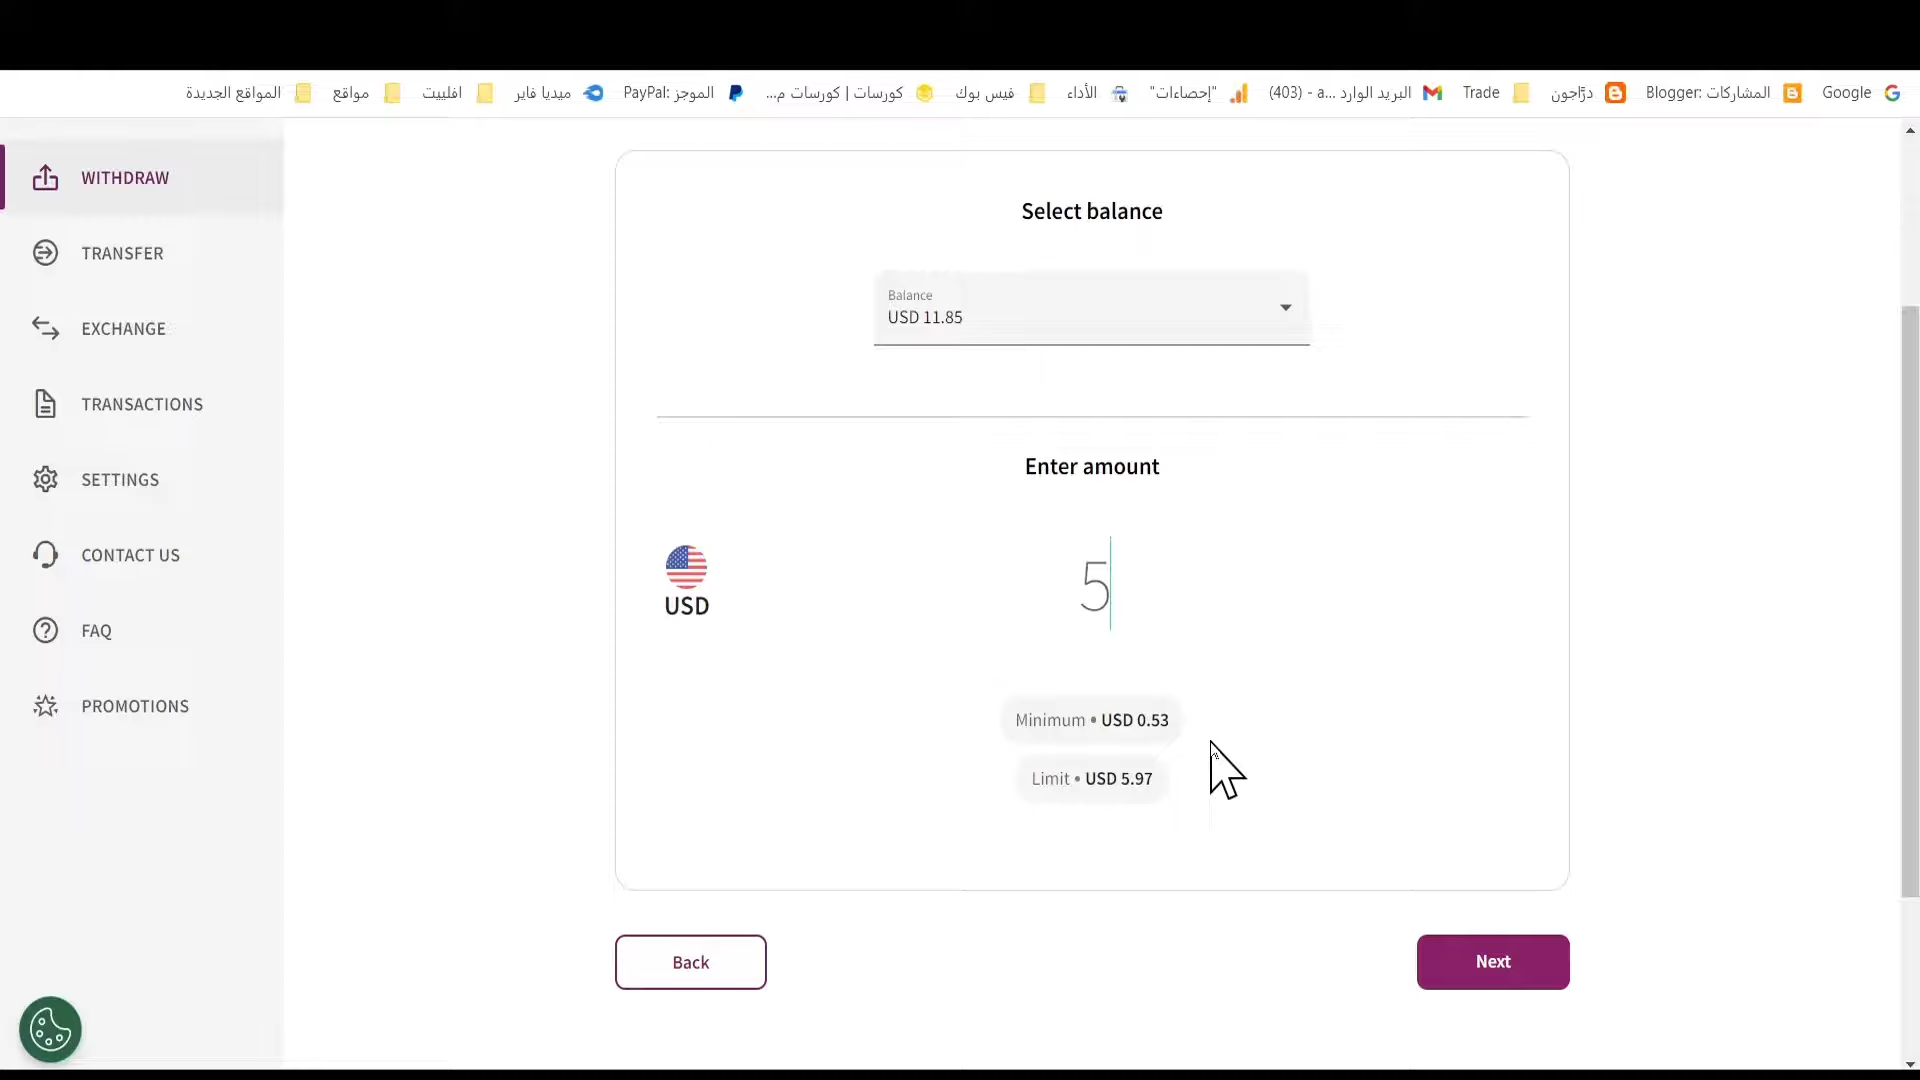 المواقع الجديدة
مواقع
افلييت
ميديا فاير
PayPal: الموجز
كورسات | كورسات م...
فيس بوك
الأداء
"إحصاءات"
البريد الوارد (403) - a...
Trade
درّاجون
Blogger: المشاركات
Google
WITHDRAW
TRANSFER
EXCHANGE
TRANSACTIONS
SETTINGS
CONTACT US
FAQ
PROMOTIONS
Select balance
Balance
USD 11.85
Enter amount
USD
5
Minimum • USD 0.53
Limit • USD 5.97
Back
Next